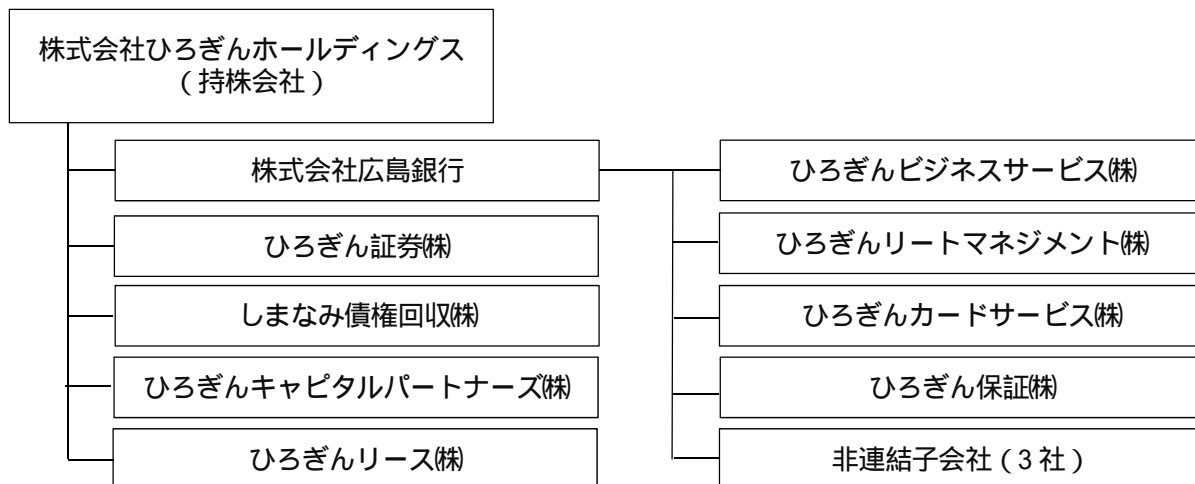 株式会社ひろぎんホールディングス
（持株会社）
株式会社広島銀行
ひろぎん証券㈱
しまなみ債権回収㈱
ひろぎんキャピタルパートナーズ㈱
ひろぎんリース㈱
ひろぎんビジネスサービス㈱
ひろぎんリートマネジメント㈱
ひろぎんカードサービス㈱
ひろぎん保証㈱
非連結子会社（3社）